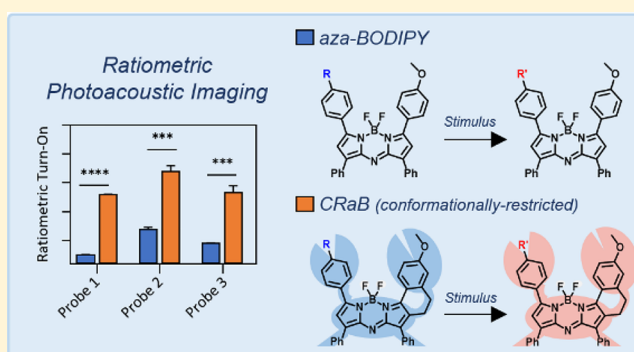 Ratiometric
Photoacoustic Imaging
Ratiometric Turn-On
****
***
***
Probe 1
Probe 2
Probe 3
aza-BODIPY
R
O
F F
B
N N
N
Ph Ph
Stimulus
R'
O
F F
B
N N
N
Ph Ph
CRaB (conformationally-restricted)
R
O
F F
B
N N
N
Ph Ph
Stimulus
R'
O
F F
B
N N
N
Ph Ph